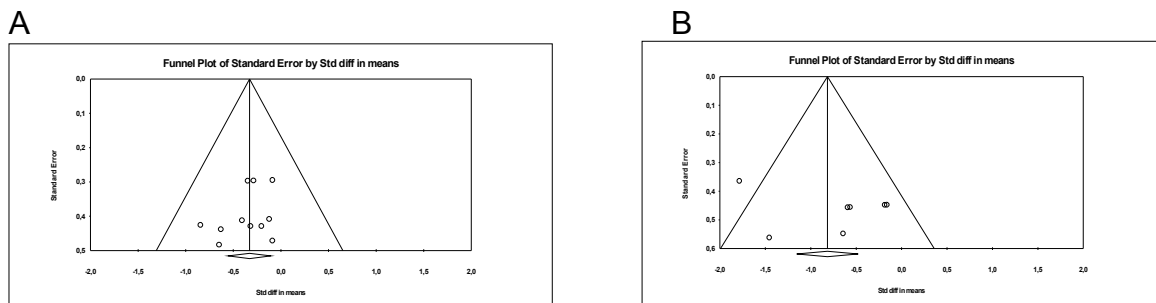 A
Funnel Plot of Standard Error by Std diff in means
0,0
0,1
0,2
0,3
0,4
0,5
Standard Error
-2,0 -1,5 -1,0 -0,5 0,0 0,5 1,0 1,5 2,0
Std diff in means
B
Funnel Plot of Standard Error by Std diff in means
0,0
0,1
0,2
0,3
0,4
0,5
0,6
Standard Error
-2,0 -1,5 -1,0 -0,5 0,0 0,5 1,0 1,5 2,0
Std diff in means